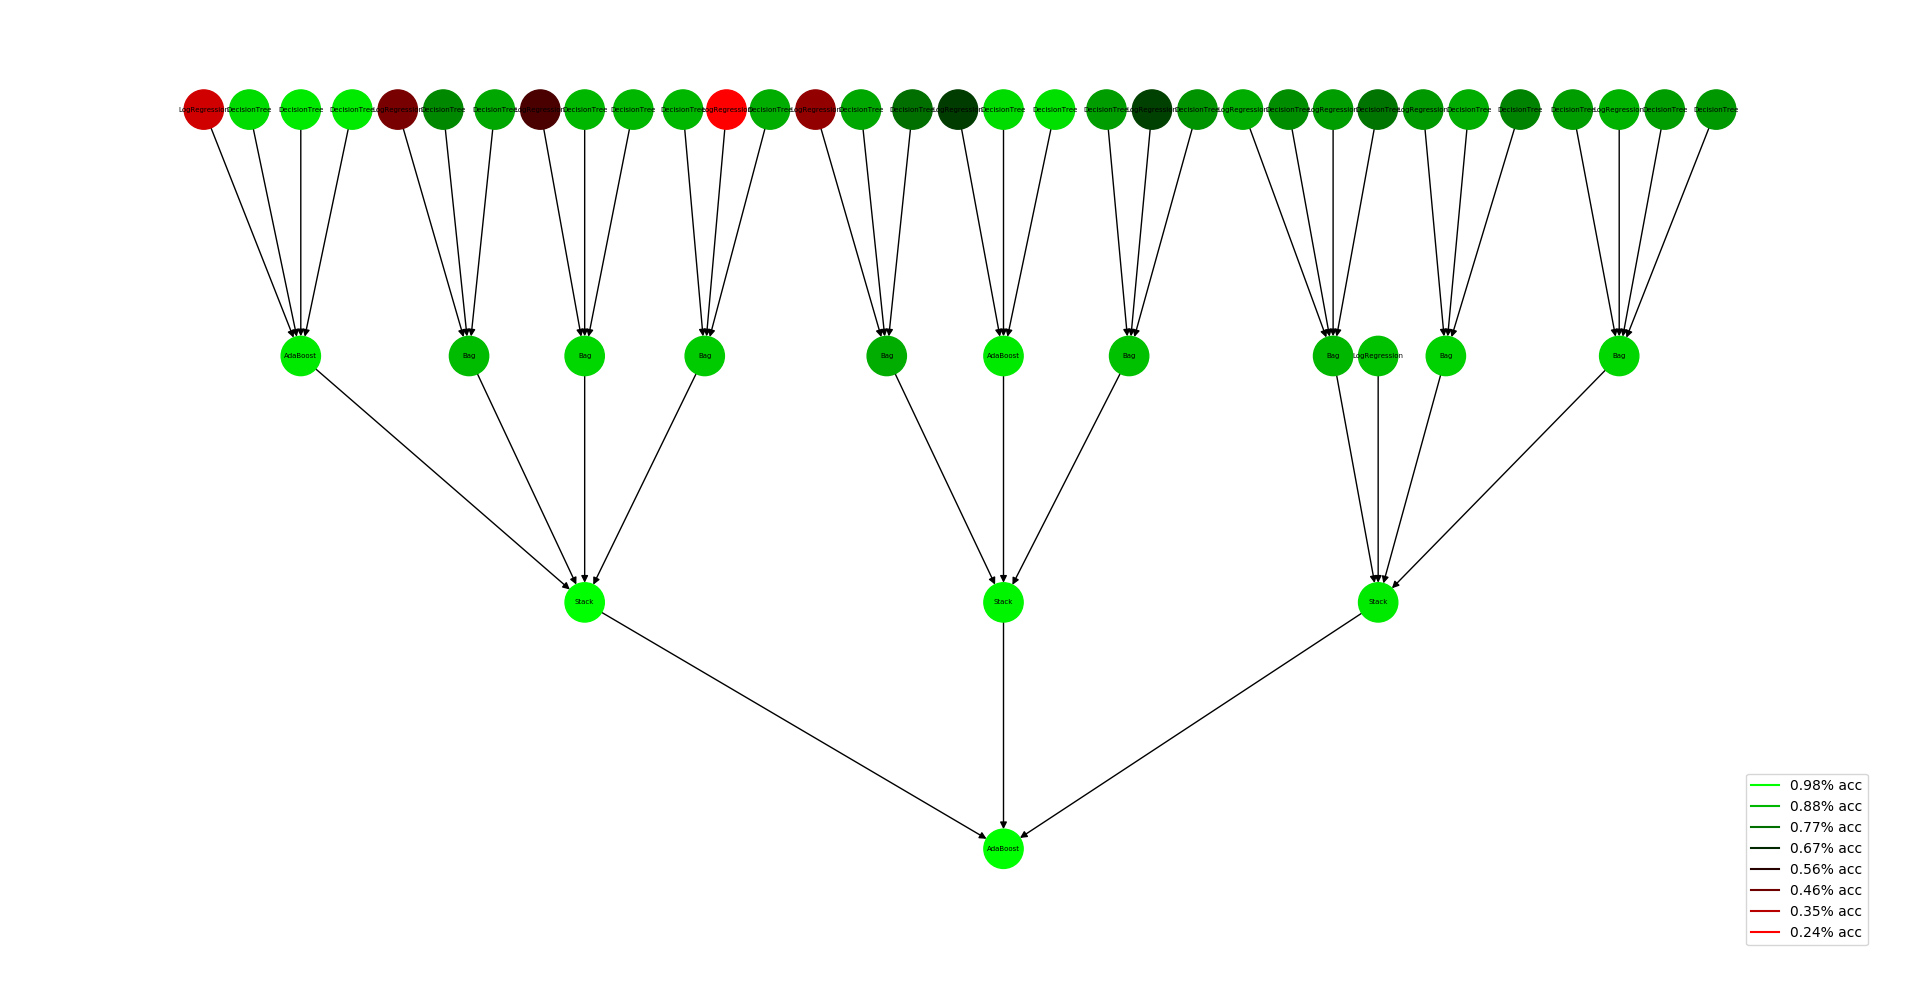 LogRegression
DecisionTree
DecisionTree
DecisionTree
LogRegression
DecisionTree
DecisionTree
LogRegression
DecisionTree
DecisionTree
DecisionTree
LogRegression
DecisionTree
LogRegression
DecisionTree
DecisionTree
LogRegression
DecisionTree
DecisionTree
DecisionTree
LogRegression
DecisionTree
LogRegression
DecisionTree
LogRegression
DecisionTree
LogRegression
DecisionTree
DecisionTree
DecisionTree
LogRegression
DecisionTree
DecisionTree
AdaBoost
Bag
Bag
Bag
Bag
AdaBoost
Bag
Bag
LogRegression
Bag
Bag
Stack
Stack
Stack
AdaBoost
0.98% acc
0.88% acc
0.77% acc
0.67% acc
0.56% acc
0.46% acc
0.35% acc
0.24% acc